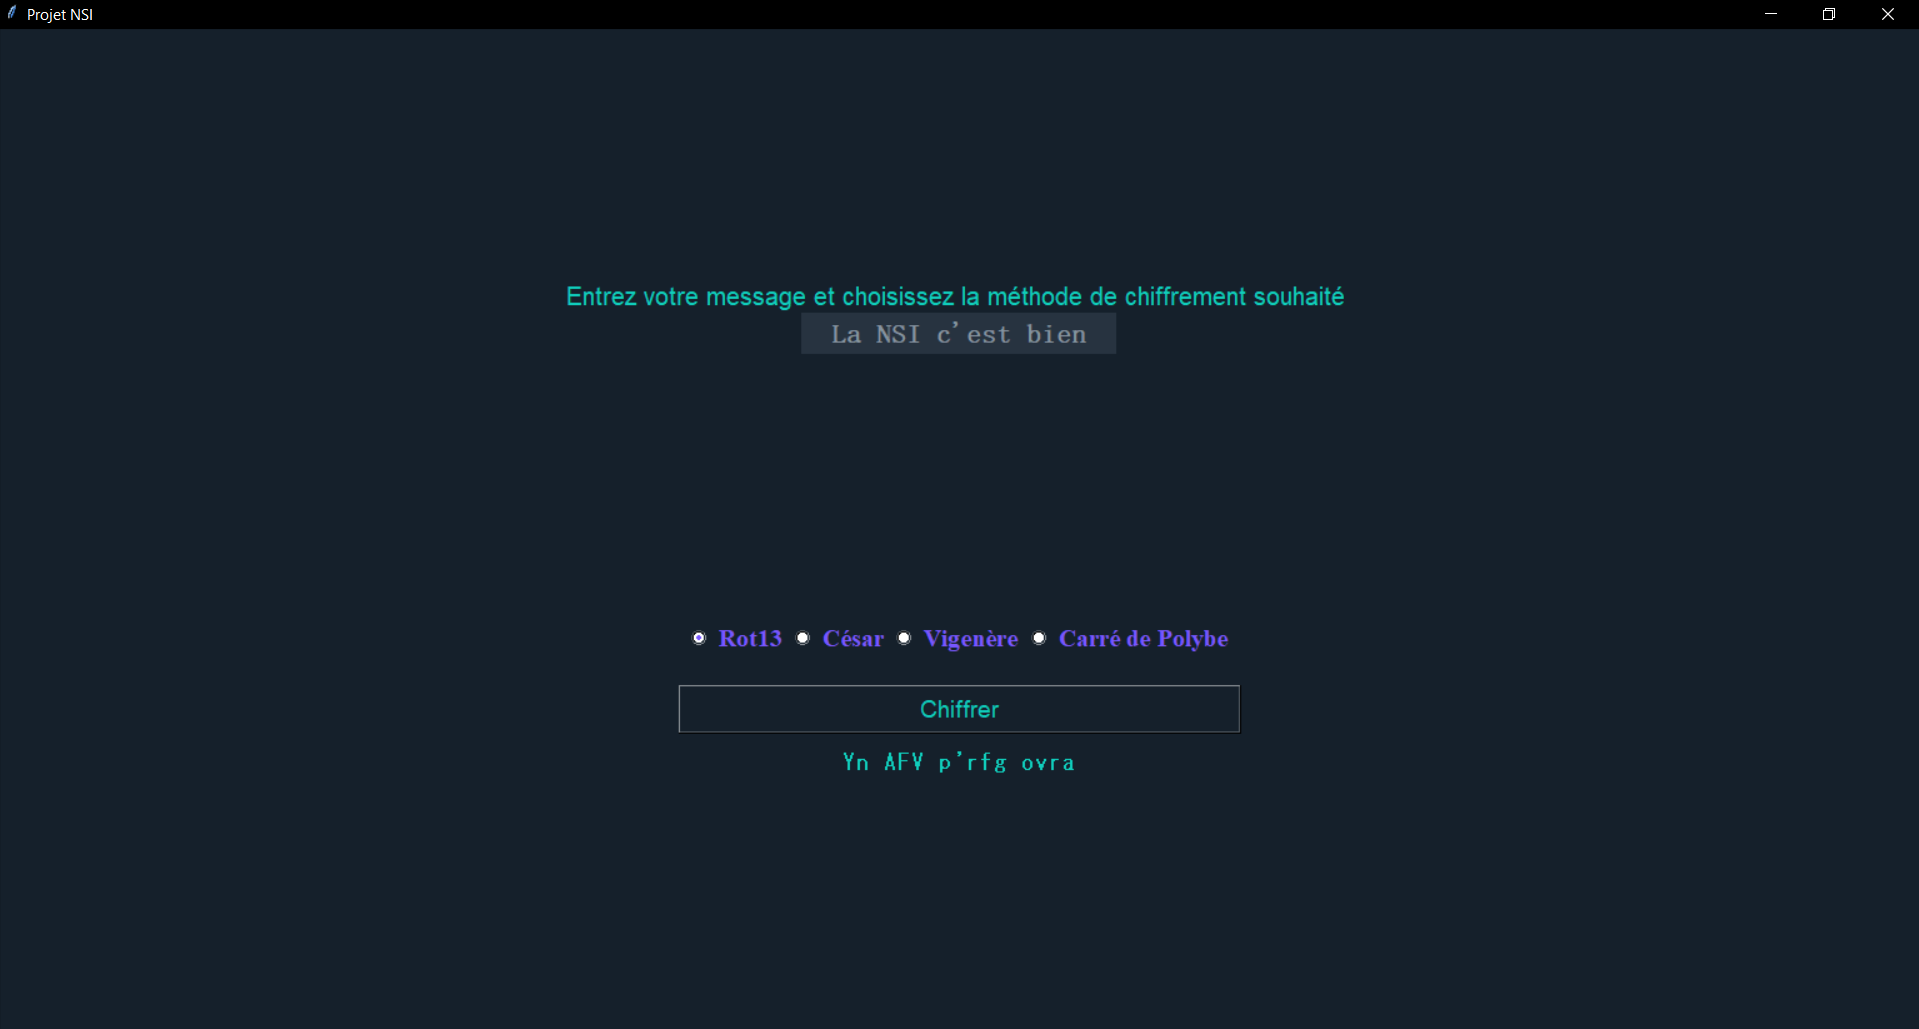 Projet NSI
Entrez votre message et choisissez la méthode de chiffrement souhaité
La NSI c'est bien
Rot13 César Vigenère Carré de Polybe
Chiffrer
Yn AFV p'rfg ovra